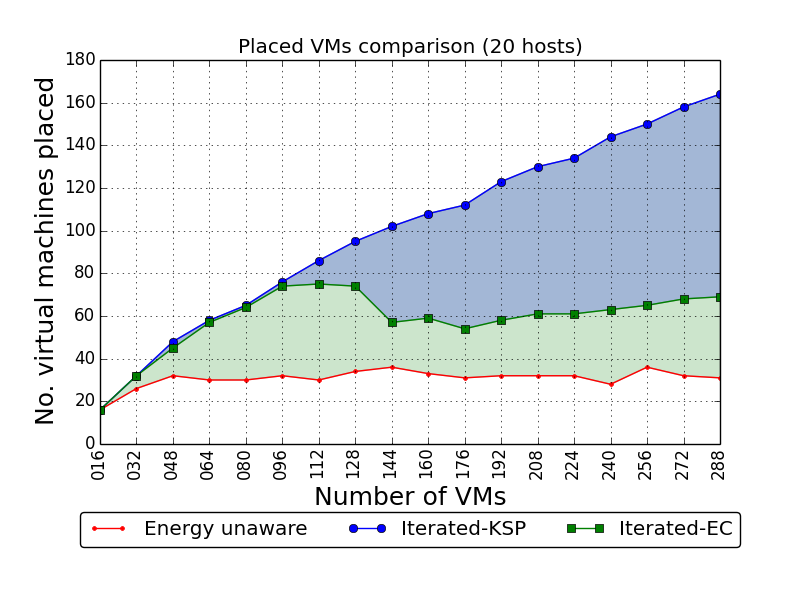 Placed VMs comparison (20 hosts)
No. virtual machines placed
180
160
140
120
100
80
60
40
20
0
016 032 048 064 080 096 112 128 144 160 176 192 208 224 240 256 272 288
Number of VMs
Energy unaware Iterated-KSP Iterated-EC